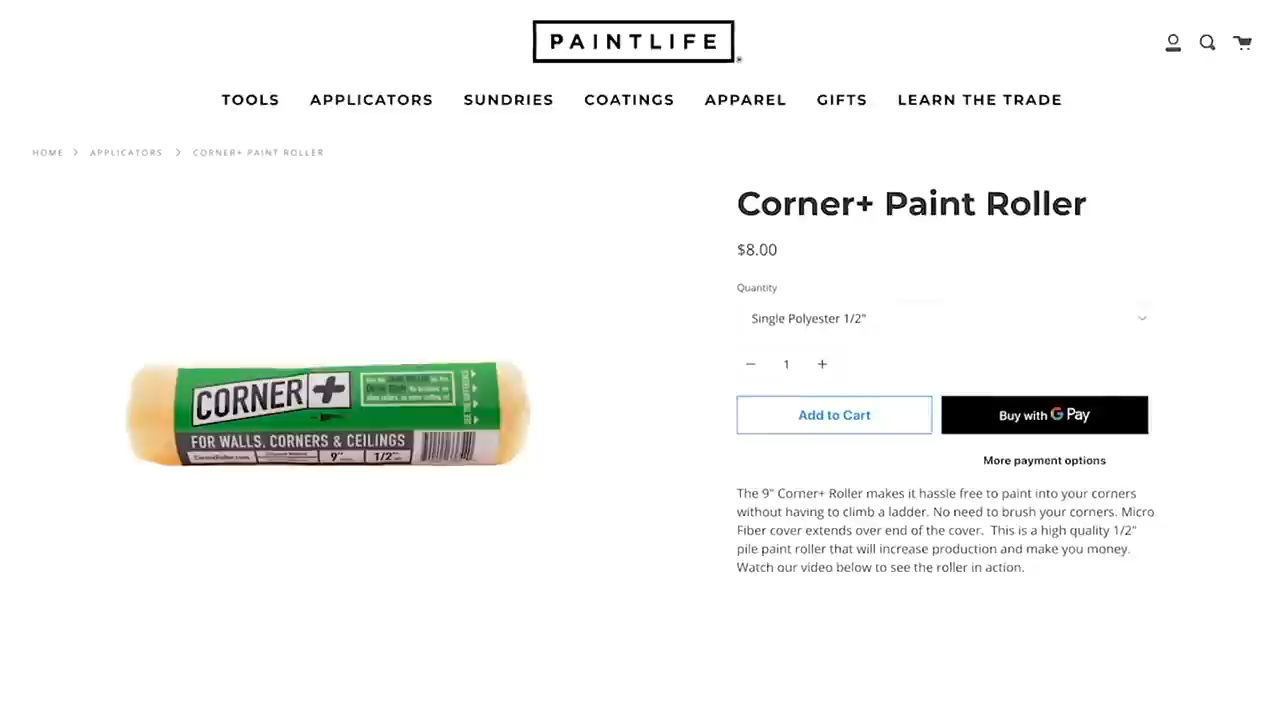 PAINTLIFE
TOOLS APPLICATORS SUNDRIES COATINGS APPAREL GIFTS LEARN THE TRADE
HOME > APPLICATORS > CORNER+ PAINT ROLLER
Corner+ Paint Roller
$8.00
Quantity
Single Polyester 1/2"
− 1 +
Add to Cart
Buy with G Pay
More payment options
The 9" Corner+ Roller makes it hassle free to paint into your corners
without having to climb a ladder. No need to brush your corners. Micro
Fiber cover extends over end of the cover. This is a high quality 1/2"
pile paint roller that will increase production and make you money.
Watch our video below to see the roller in action.
CORNER+
SEE THE DIFFERENCE
FOR WALLS, CORNERS & CEILINGS
9" 1/2"